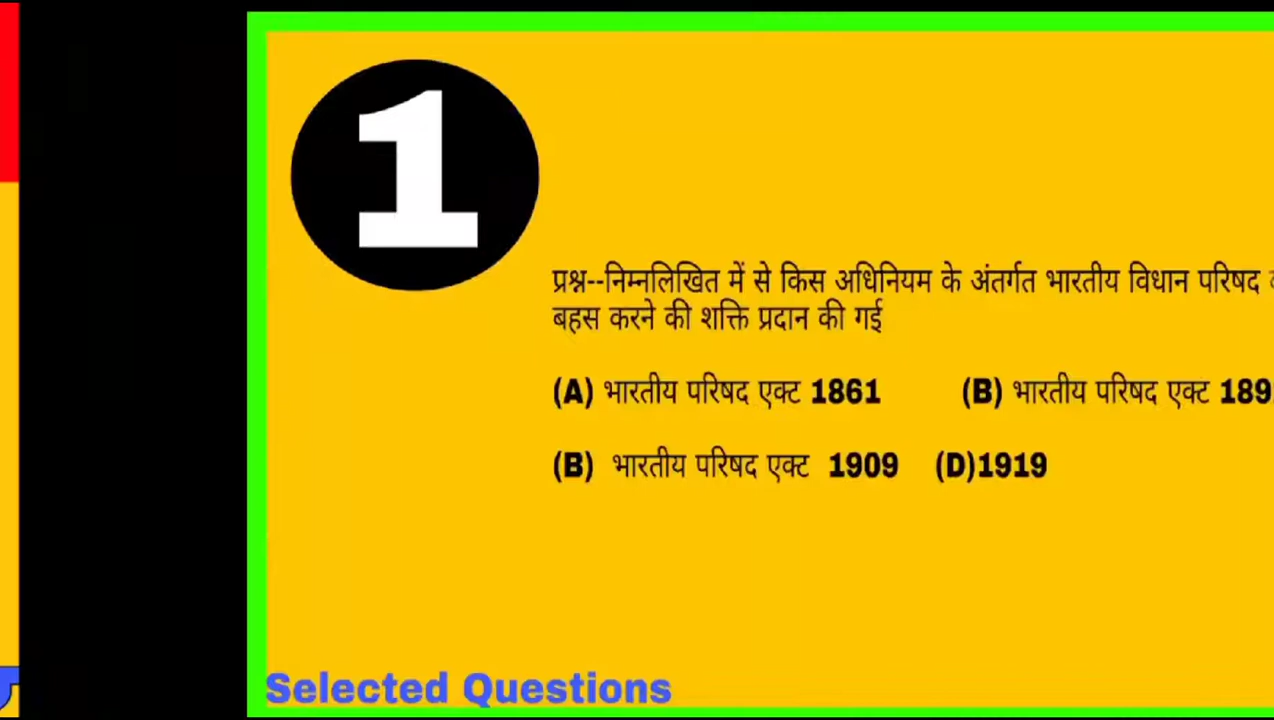 1
प्रश्न--निम्नलिखित में से किस अधिनियम के अंतर्गत भारतीय विधान परिषद
बहस करने की शक्ति प्रदान की गई
(A) भारतीय परिषद एक्ट 1861 (B) भारतीय परिषद एक्ट 189
(B) भारतीय परिषद एक्ट 1909 (D)1919
Selected Questions